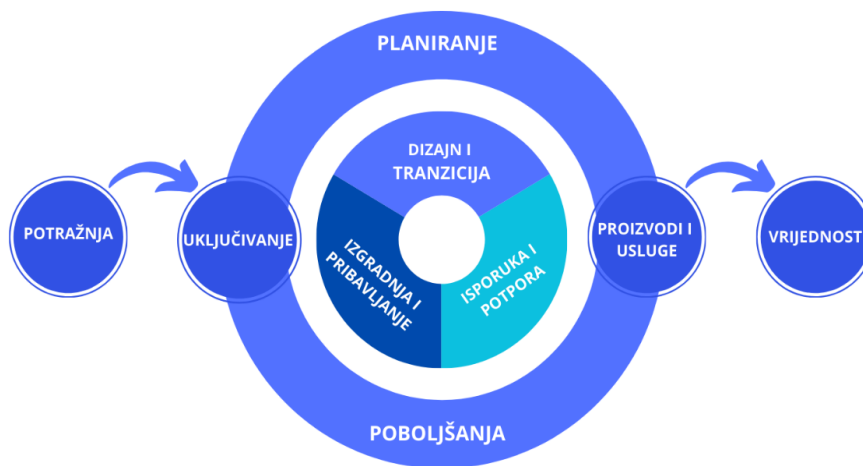 PLANIRANJE
DIZAJN I
TRANZICIJA
POTRAŽNJA
UKLJUČIVANJE
IZGRADNJA I
PRIBAVLJANJE
ISPORUKA I
POTPORA
PROIZVODI I
USLUGE
VRIJEDNOST
POBOLJŠANJA